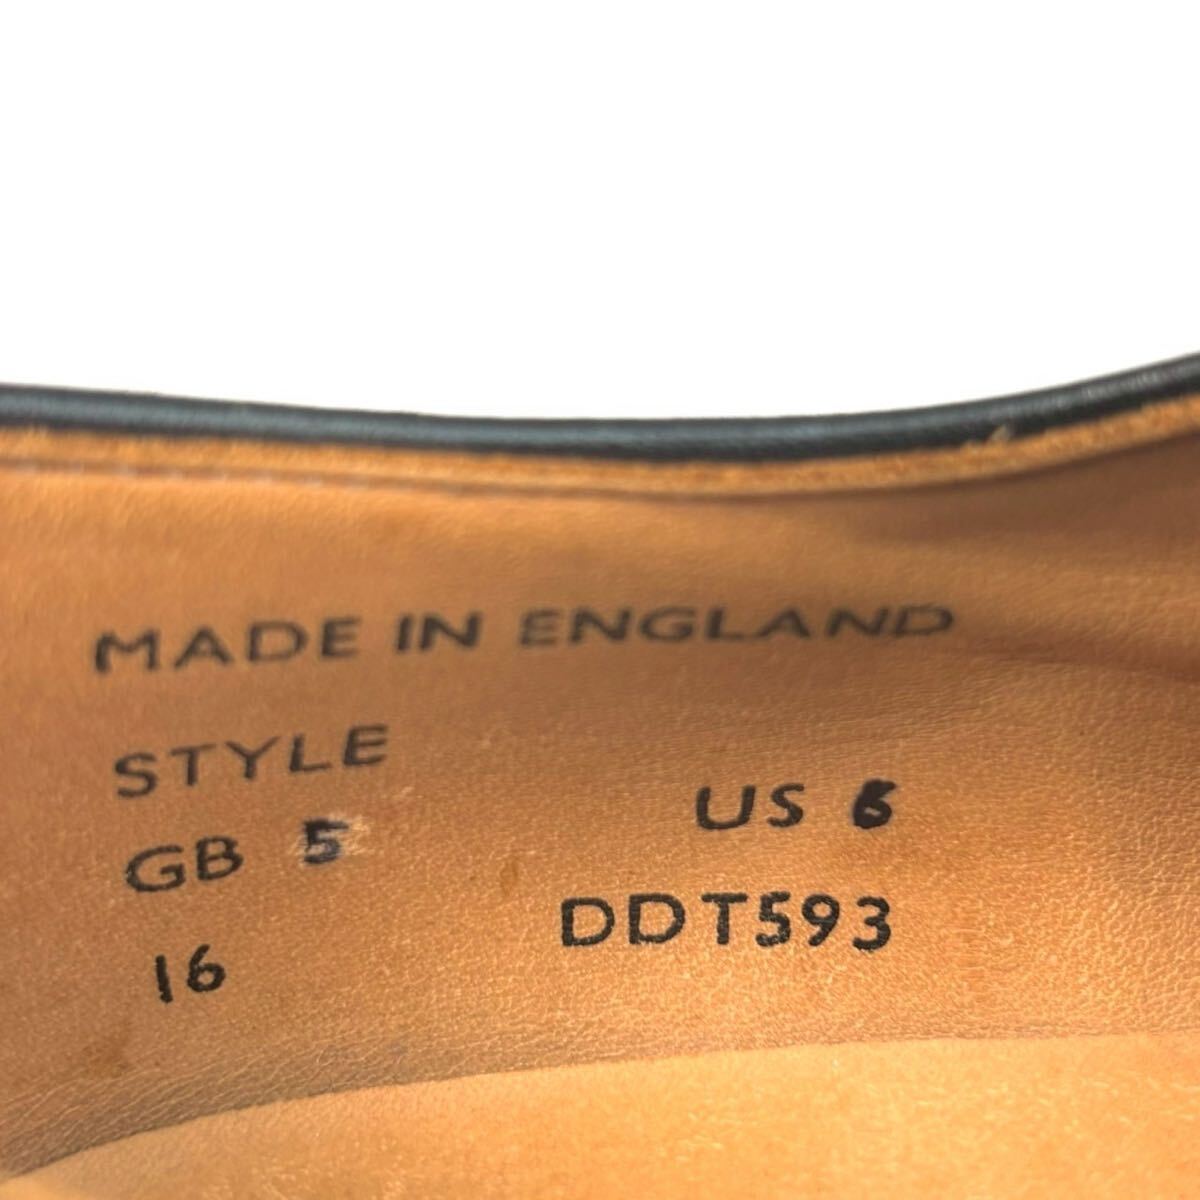 MADE IN ENGLAND
STYLE
GB 5 US 6
16 DDT593